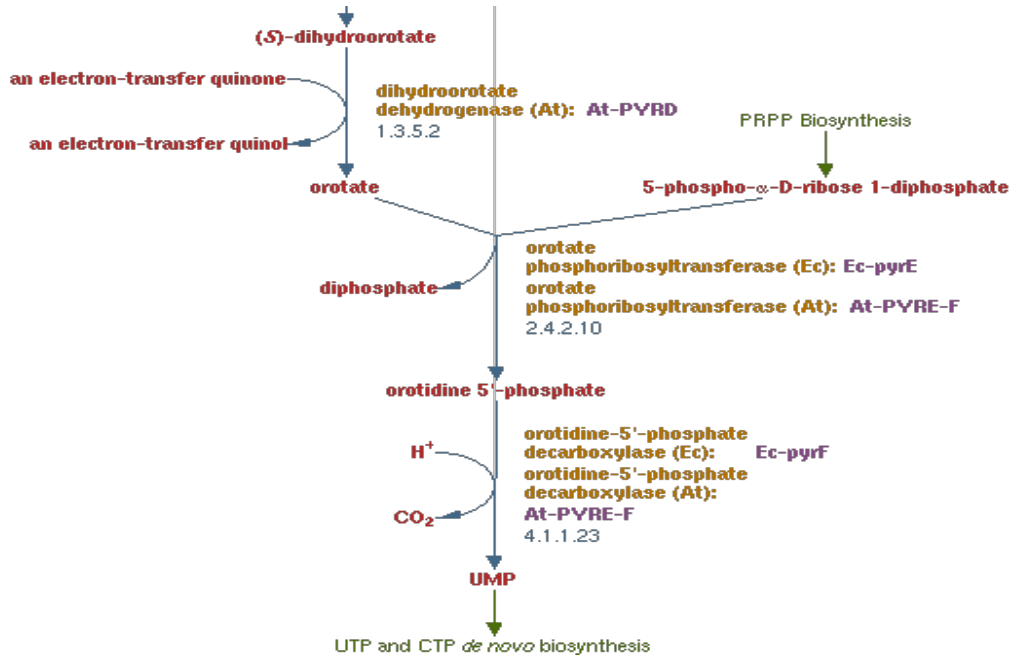 (S)-dihydroorotate
an electron-transfer quinone
dihydroorotate
dehydrogenase (At): At-PYRD
1.3.5.2
an electron-transfer quinol
PRPP Biosynthesis
orotate
5-phospho-α-D-ribose 1-diphosphate
orotate
phosphoribosyltransferase (Ec): Ec-pyrE
diphosphate
orotate
phosphoribosyltransferase (At): At-PYRE-F
2.4.2.10
orotidine 5'-phosphate
H⁺
orotidine-5'-phosphate
decarboxylase (Ec): Ec-pyrF
orotidine-5'-phosphate
decarboxylase (At):
CO₂
At-PYRE-F
4.1.1.23
UMP
UTP and CTP de novo biosynthesis